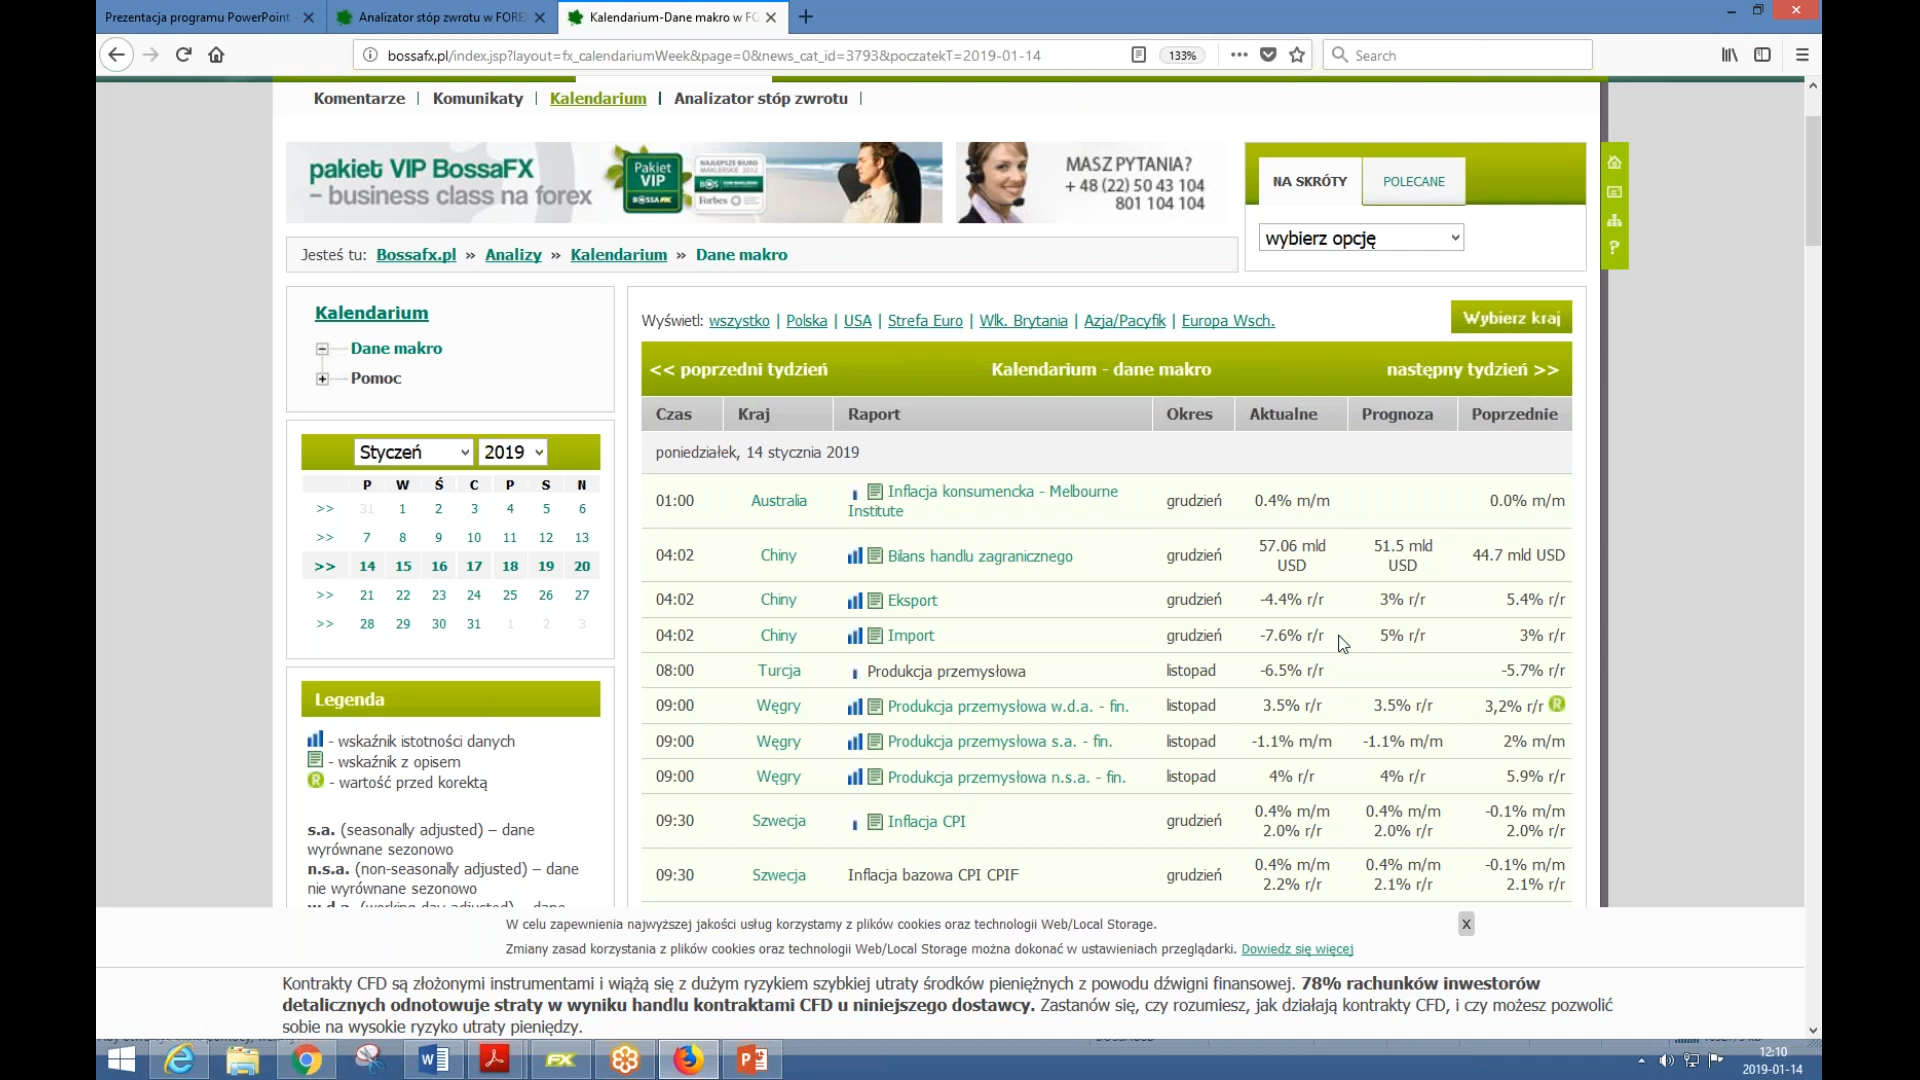 Prezentacja programu PowerPoint
Analizator stóp zwrotu w FORE
Kalendarium-Dane makro w FO
bossafx.pl/index.jsp?layout=fx_calendariumWeek&page=0&news_cat_id=3793&poczatekT=2019-01-14
133%
Search
Komentarze | Komunikaty | Kalendarium | Analizator stóp zwrotu |
pakiet VIP BossaFX
– business class na forex
Pakiet
VIP
BOSSAFX
NAJLEPSZE BIURO
MAKLERSKIE 2012
Forbes
MASZ PYTANIA?
+ 48 (22) 50 43 104
801 104 104
NA SKRÓTY
POLECANE
wybierz opcję
?
Jesteś tu: Bossafx.pl » Analizy » Kalendarium » Dane makro
Kalendarium
Dane makro
Pomoc
Styczeń 2019
P W Ś C P S N
>> 31 1 2 3 4 5 6
>> 7 8 9 10 11 12 13
>> 14 15 16 17 18 19 20
>> 21 22 23 24 25 26 27
>> 28 29 30 31 1 2 3
Legenda
- wskaźnik istotności danych
- wskaźnik z opisem
R - wartość przed korektą
s.a. (seasonally adjusted) – dane
wyrównane sezonowo
n.s.a. (non-seasonally adjusted) – dane
nie wyrównane sezonowo
w.d.a. (working day adjusted) – dane
Wyświetl: wszystko | Polska | USA | Strefa Euro | Wlk. Brytania | Azja/Pacyfik | Europa Wsch.
Wybierz kraj
<< poprzedni tydzień Kalendarium - dane makro następny tydzień >>
Czas Kraj Raport Okres Aktualne Prognoza Poprzednie
poniedziałek, 14 stycznia 2019
01:00 Australia Inflacja konsumencka - Melbourne Institute grudzień 0.4% m/m 0.0% m/m
04:02 Chiny Bilans handlu zagranicznego grudzień 57.06 mld USD 51.5 mld USD 44.7 mld USD
04:02 Chiny Eksport grudzień -4.4% r/r 3% r/r 5.4% r/r
04:02 Chiny Import grudzień -7.6% r/r 5% r/r 3% r/r
08:00 Turcja Produkcja przemysłowa listopad -6.5% r/r -5.7% r/r
09:00 Węgry Produkcja przemysłowa w.d.a. - fin. listopad 3.5% r/r 3.5% r/r 3,2% r/r R
09:00 Węgry Produkcja przemysłowa s.a. - fin. listopad -1.1% m/m -1.1% m/m 2% m/m
09:00 Węgry Produkcja przemysłowa n.s.a. - fin. listopad 4% r/r 4% r/r 5.9% r/r
09:30 Szwecja Inflacja CPI grudzień 0.4% m/m 2.0% r/r 0.4% m/m 2.0% r/r -0.1% m/m 2.0% r/r
09:30 Szwecja Inflacja bazowa CPI CPIF grudzień 0.4% m/m 2.2% r/r 0.4% m/m 2.1% r/r -0.1% m/m 2.1% r/r
W celu zapewnienia najwyższej jakości usług korzystamy z plików cookies oraz technologii Web/Local Storage.
X
Zmiany zasad korzystania z plików cookies oraz technologii Web/Local Storage można dokonać w ustawieniach przeglądarki. Dowiedz się więcej
Kontrakty CFD są złożonymi instrumentami i wiążą się z dużym ryzykiem szybkiej utraty środków pieniężnych z powodu dźwigni finansowej. 78% rachunków inwestorów
detalicznych odnotowuje straty w wyniku handlu kontraktami CFD u niniejszego dostawcy. Zastanów się, czy rozumiesz, jak działają kontrakty CFD, i czy możesz pozwolić
sobie na wysokie ryzyko utraty pieniędzy.
FX
12:10
2019-01-14